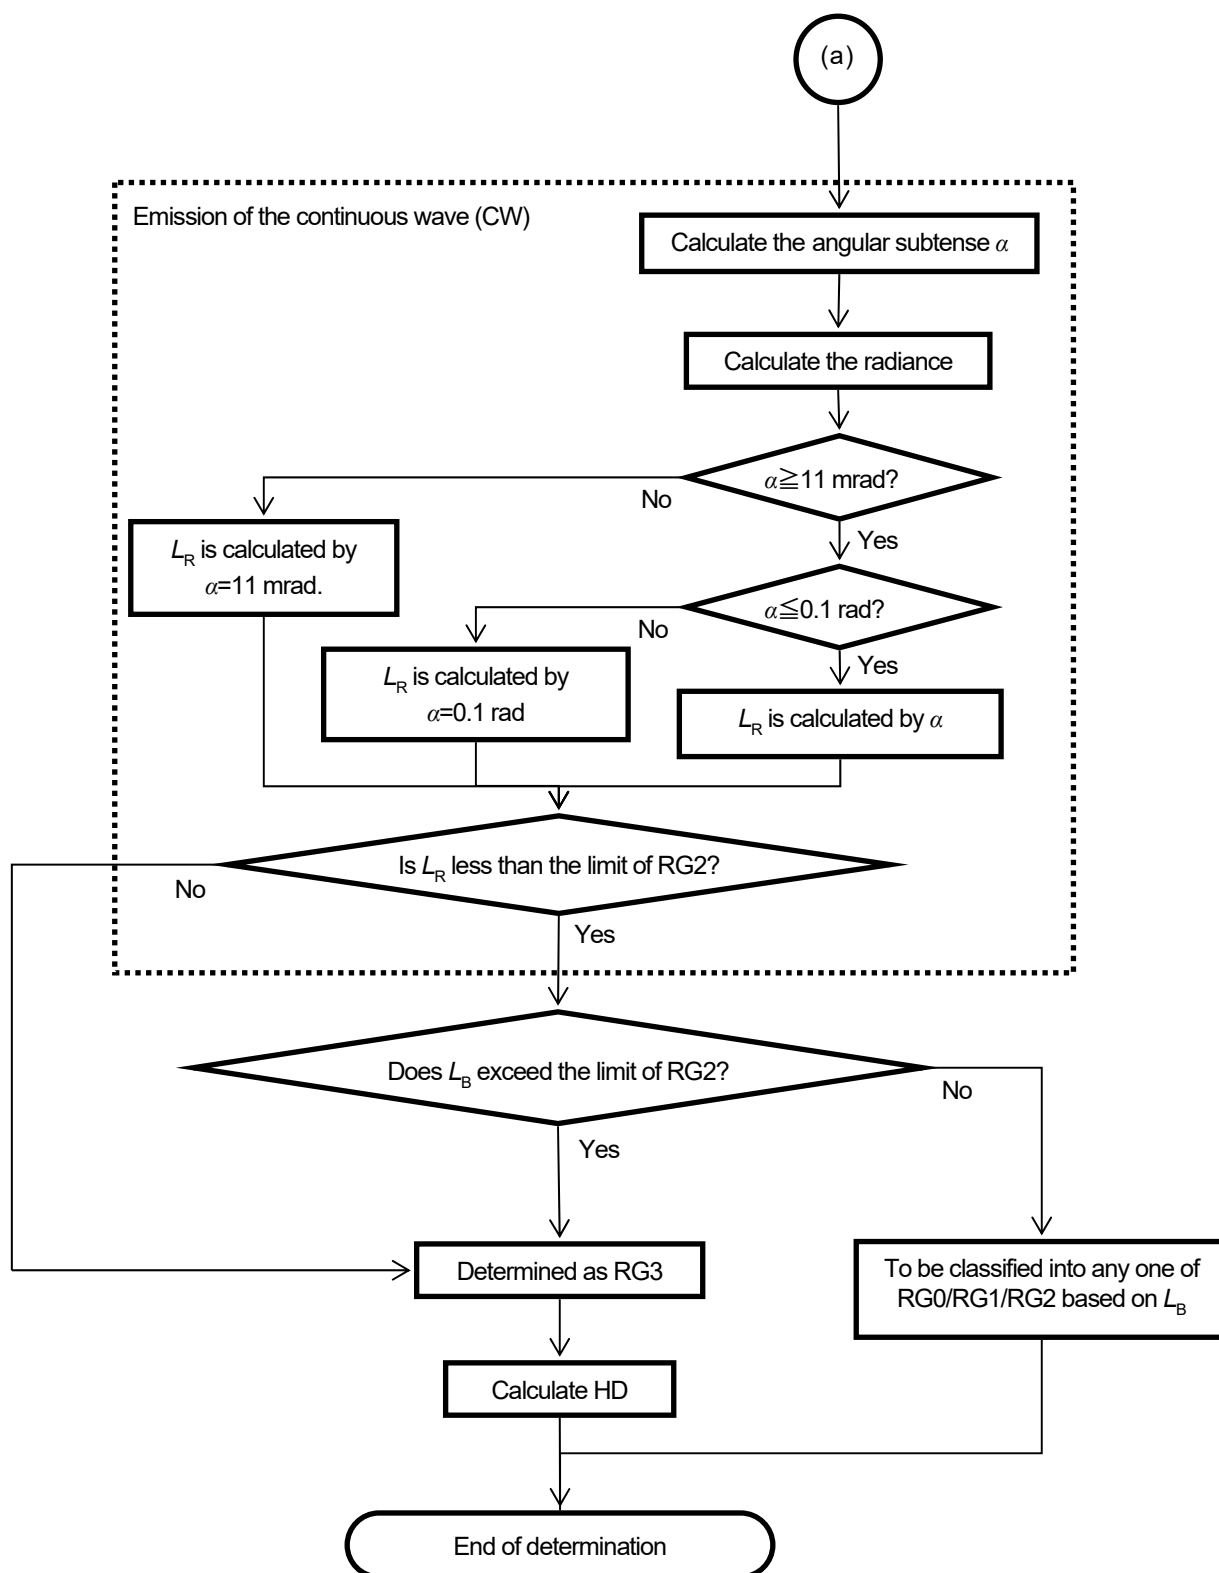 (a)
Emission of the continuous wave (CW)
Calculate the angular subtense α
Calculate the radiance
α≧11 mrad?
No
Yes
LR is calculated by
α=11 mrad.
α≦0.1 rad?
No
Yes
LR is calculated by
α=0.1 rad
LR is calculated by α
Is LR less than the limit of RG2?
No
Yes
Does LB exceed the limit of RG2?
No
Yes
Determined as RG3
To be classified into any one of
RG0/RG1/RG2 based on LB
Calculate HD
End of determination